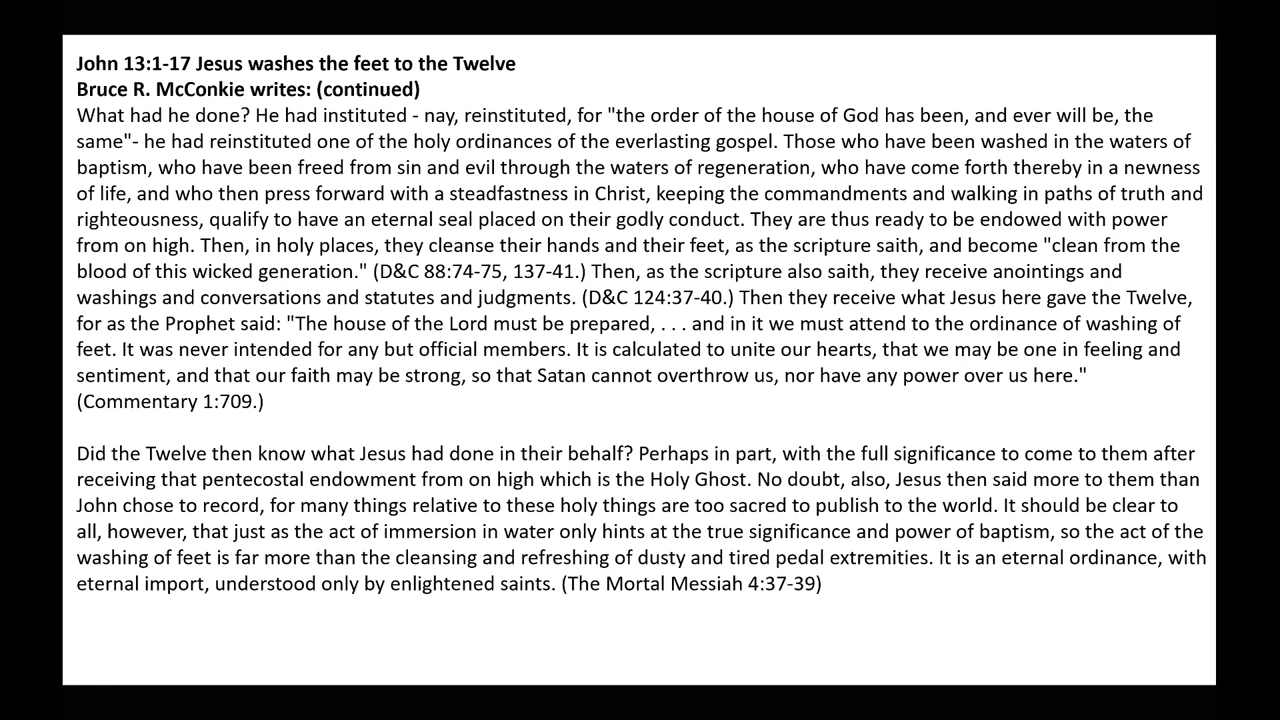 John 13:1-17 Jesus washes the feet to the Twelve
Bruce R. McConkie writes: (continued)
What had he done? He had instituted - nay, reinstituted, for "the order of the house of God has been, and ever will be, the
same"- he had reinstituted one of the holy ordinances of the everlasting gospel. Those who have been washed in the waters of
baptism, who have been freed from sin and evil through the waters of regeneration, who have come forth thereby in a newness
of life, and who then press forward with a steadfastness in Christ, keeping the commandments and walking in paths of truth and
righteousness, qualify to have an eternal seal placed on their godly conduct. They are thus ready to be endowed with power
from on high. Then, in holy places, they cleanse their hands and their feet, as the scripture saith, and become "clean from the
blood of this wicked generation." (D&C 88:74-75, 137-41.) Then, as the scripture also saith, they receive anointings and
washings and conversations and statutes and judgments. (D&C 124:37-40.) Then they receive what Jesus here gave the Twelve,
for as the Prophet said: "The house of the Lord must be prepared, . . . and in it we must attend to the ordinance of washing of
feet. It was never intended for any but official members. It is calculated to unite our hearts, that we may be one in feeling and
sentiment, and that our faith may be strong, so that Satan cannot overthrow us, nor have any power over us here."
(Commentary 1:709.)
Did the Twelve then know what Jesus had done in their behalf? Perhaps in part, with the full significance to come to them after
receiving that pentecostal endowment from on high which is the Holy Ghost. No doubt, also, Jesus then said more to them than
John chose to record, for many things relative to these holy things are too sacred to publish to the world. It should be clear to
all, however, that just as the act of immersion in water only hints at the true significance and power of baptism, so the act of the
washing of feet is far more than the cleansing and refreshing of dusty and tired pedal extremities. It is an eternal ordinance, with
eternal import, understood only by enlightened saints. (The Mortal Messiah 4:37-39)